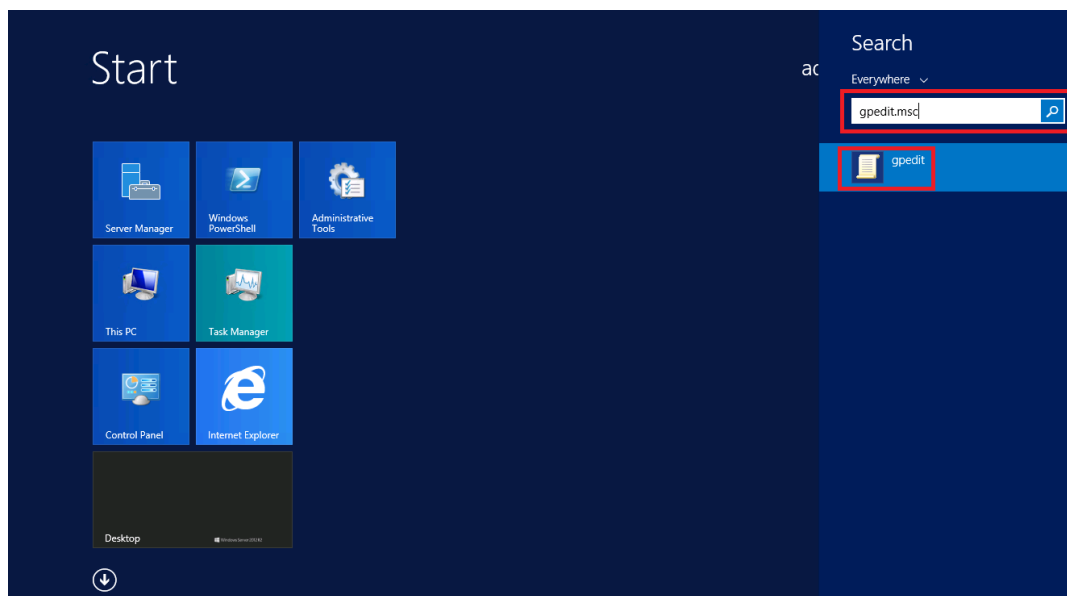 Start
Search
Everywhere
gpedit.msc
gpedit
Server Manager
Windows
PowerShell
Administrative
Tools
This PC
Task Manager
Control Panel
Internet Explorer
Desktop